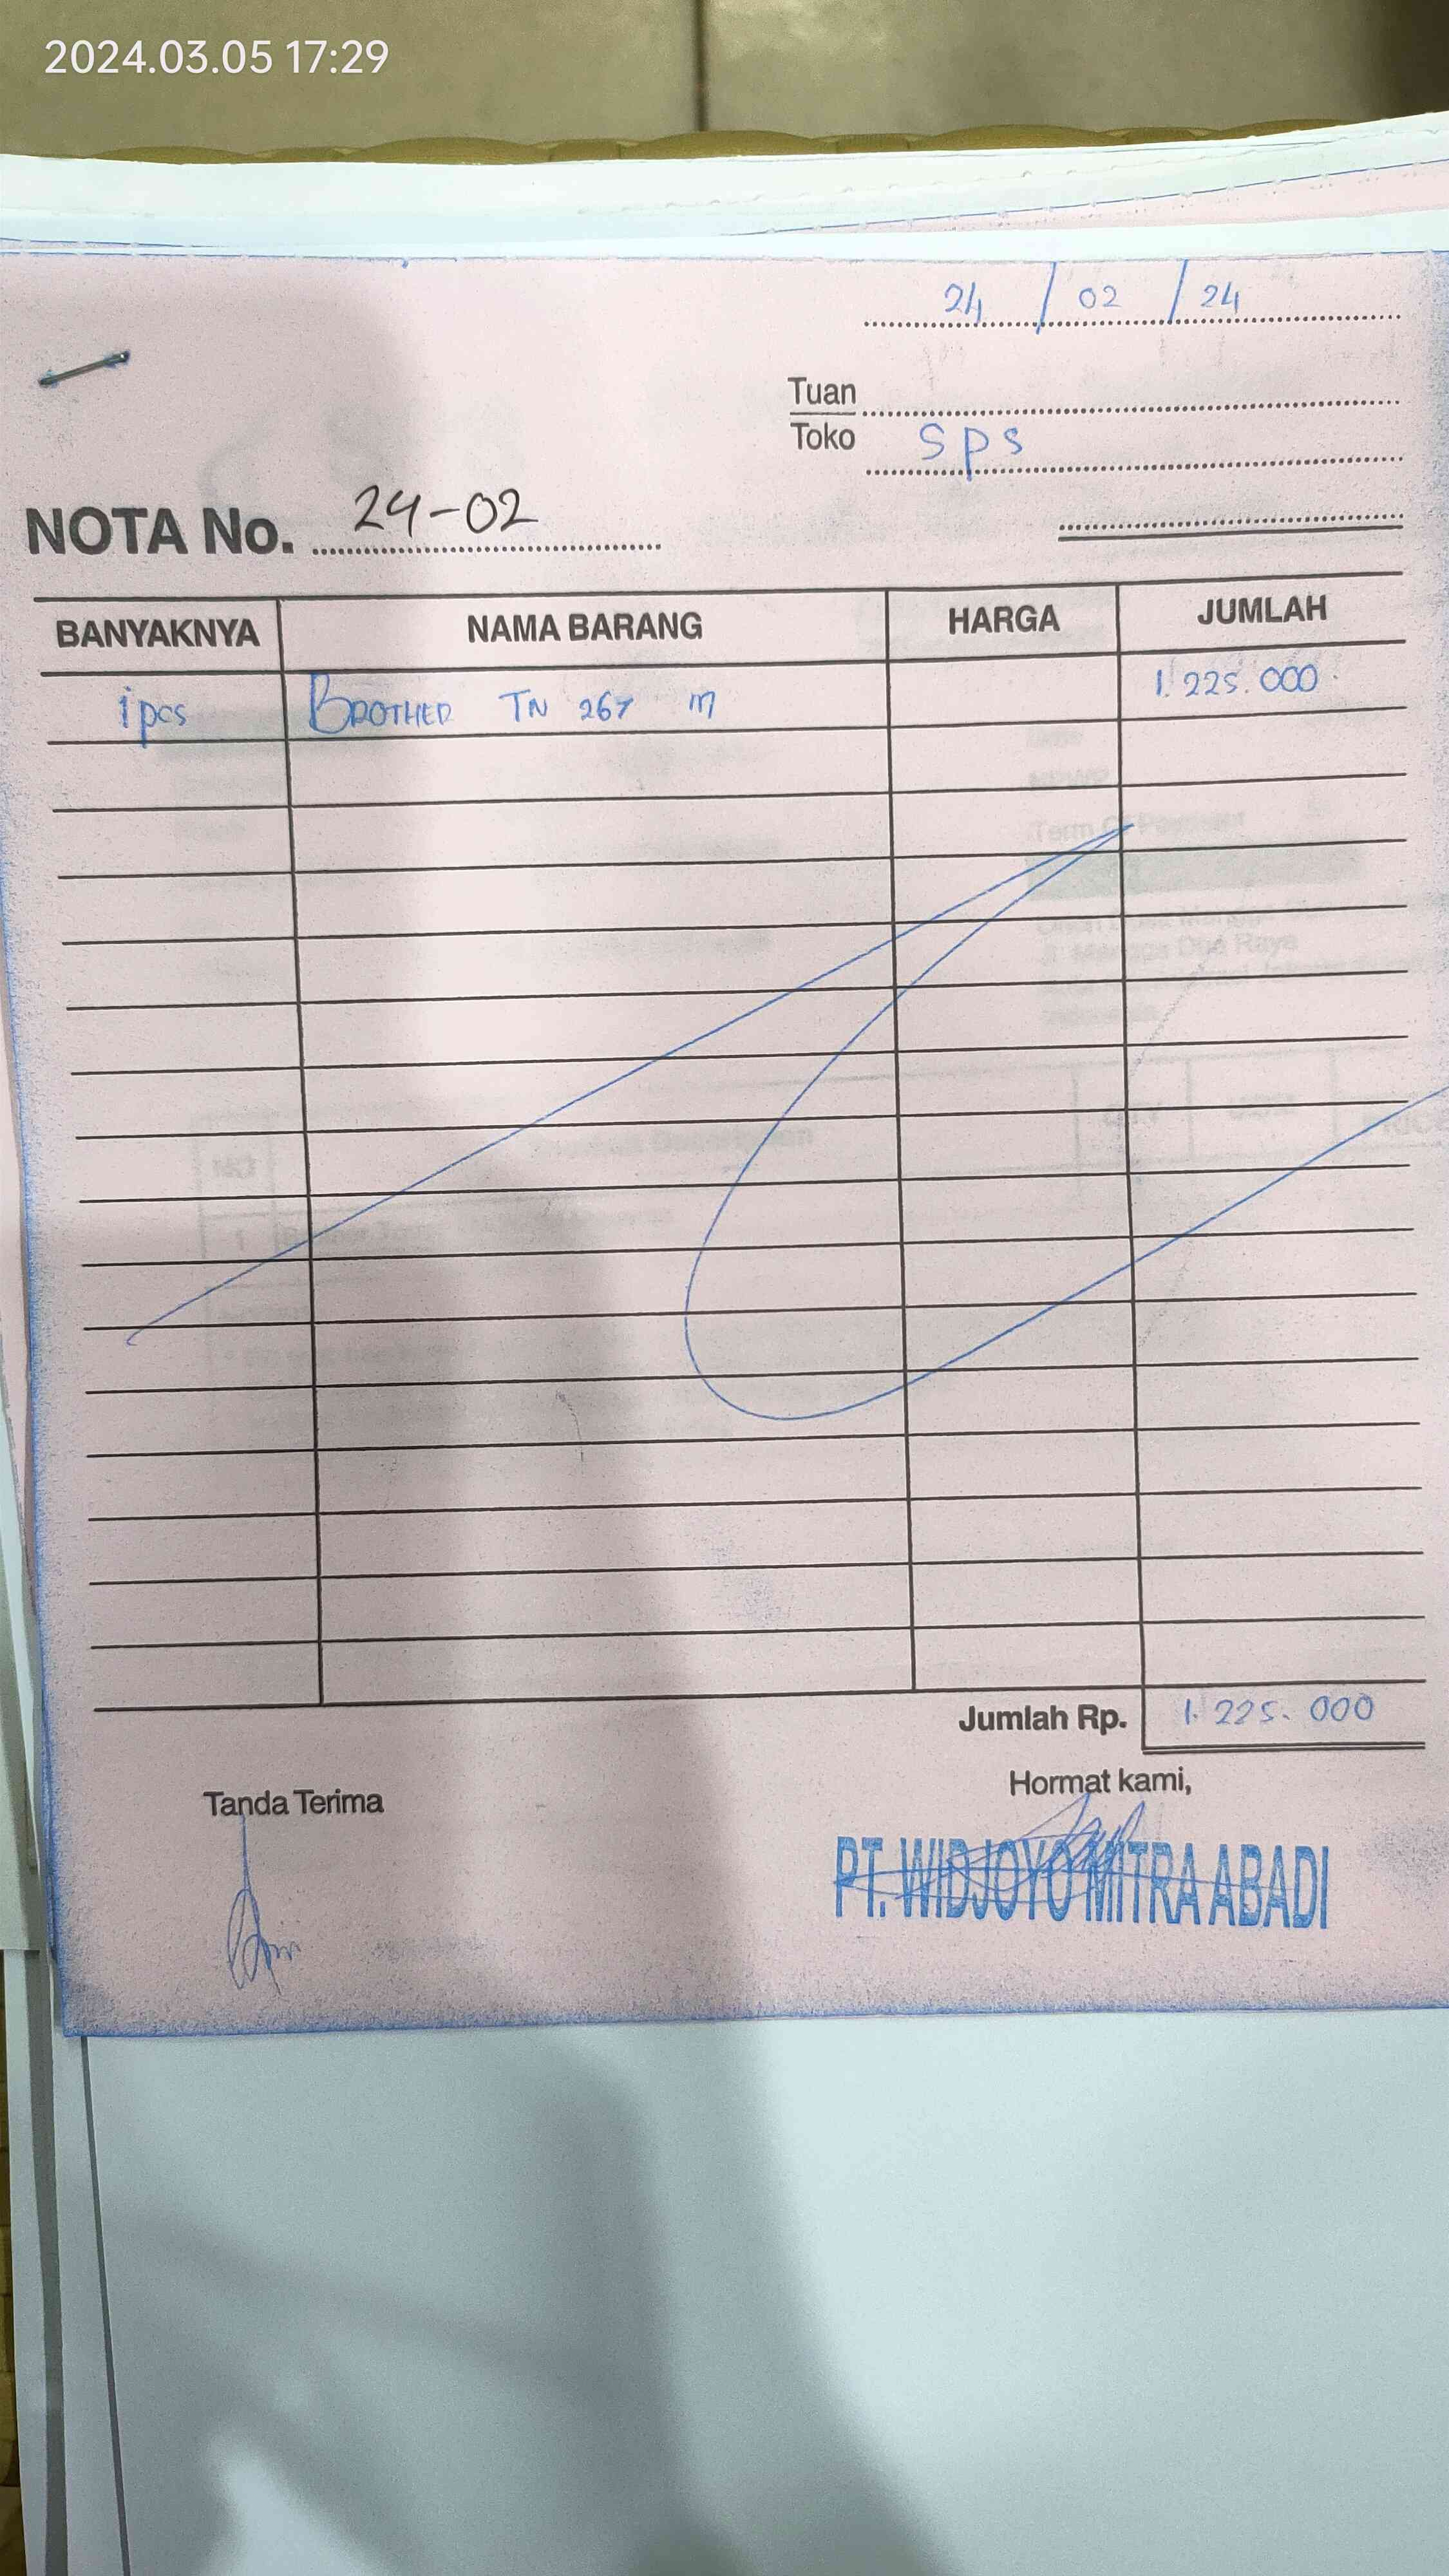 2024.03.05 17:29
24 / 02 / 24
Tuan
Toko SPS
NOTA No. 24-02
BANYAKNYA NAMA BARANG HARGA JUMLAH
1 pcs BROTHER TN 267 M 1.225.000
Jumlah Rp. 1.225.000
Tanda Terima Hormat kami,
PT. WIDJOYO MITRA ABADI